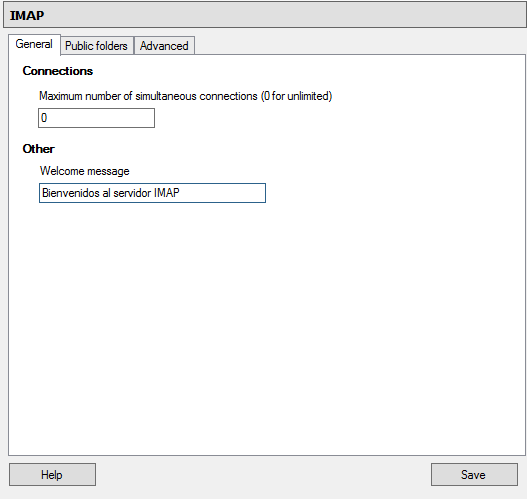 IMAP
General Public folders Advanced
Connections
Maximum number of simultaneous connections (0 for unlimited)
0
Other
Welcome message
Bienvenidos al servidor IMAP
Help Save